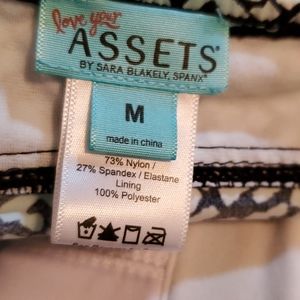 love your
ASSETS®
BY SARA BLAKELY, SPANX®
M
made in china
73% Nylon /
27% Spandex / Elastane
Lining
100% Polyester